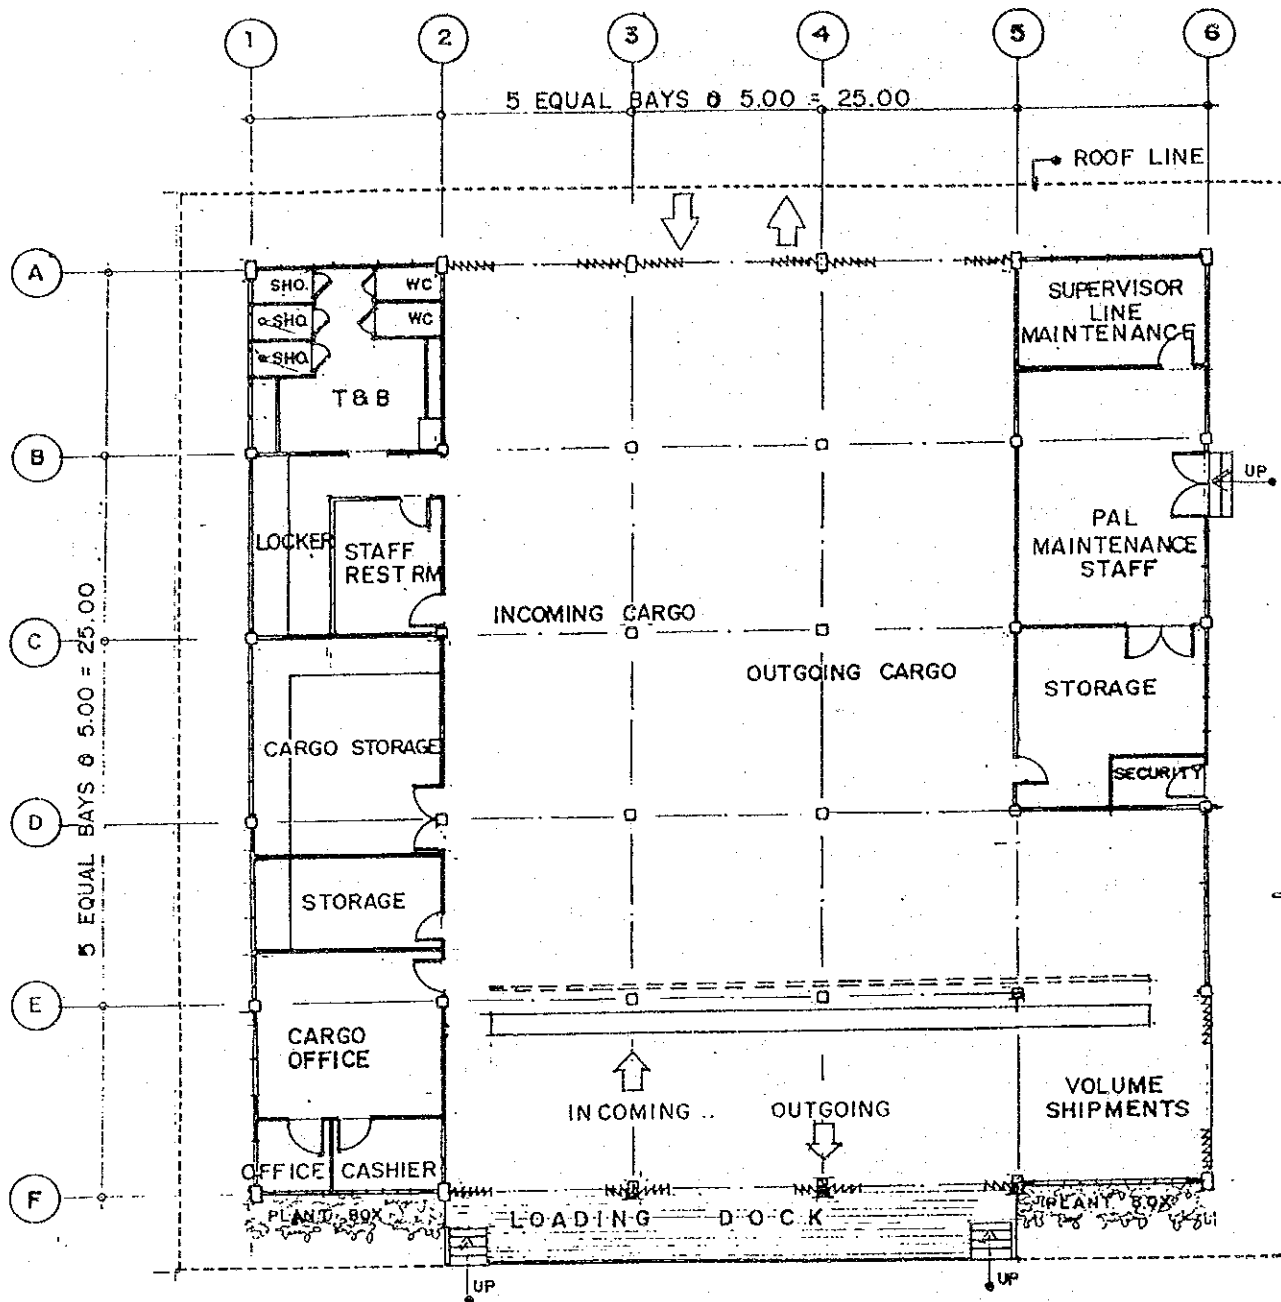 1 2 3 4 5 6
5 EQUAL BAYS @ 5.00 = 25.00
ROOF LINE
A
SHO. WC
SHO. WC
SHO.
T & B
SUPERVISOR
LINE
MAINTENANCE
B
UP
LOCKER
STAFF
REST RM
PAL
MAINTENANCE
STAFF
INCOMING CARGO
C
OUTGOING CARGO
STORAGE
5 EQUAL BAYS @ 5.00 = 25.00
CARGO STORAGE
SECURITY
D
STORAGE
E
CARGO
OFFICE
INCOMING
OUTGOING
VOLUME
SHIPMENTS
OFFICE
CASHIER
F
PLANT BOX
LOADING DOCK
PLANT BOX
UP
UP